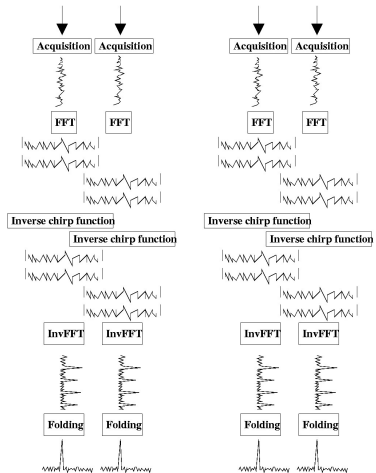 Acquisition Acquisition Acquisition Acquisition
FFT FFT FFT FFT
Inverse chirp function Inverse chirp function
Inverse chirp function Inverse chirp function
InvFFT InvFFT InvFFT InvFFT
Folding Folding Folding Folding